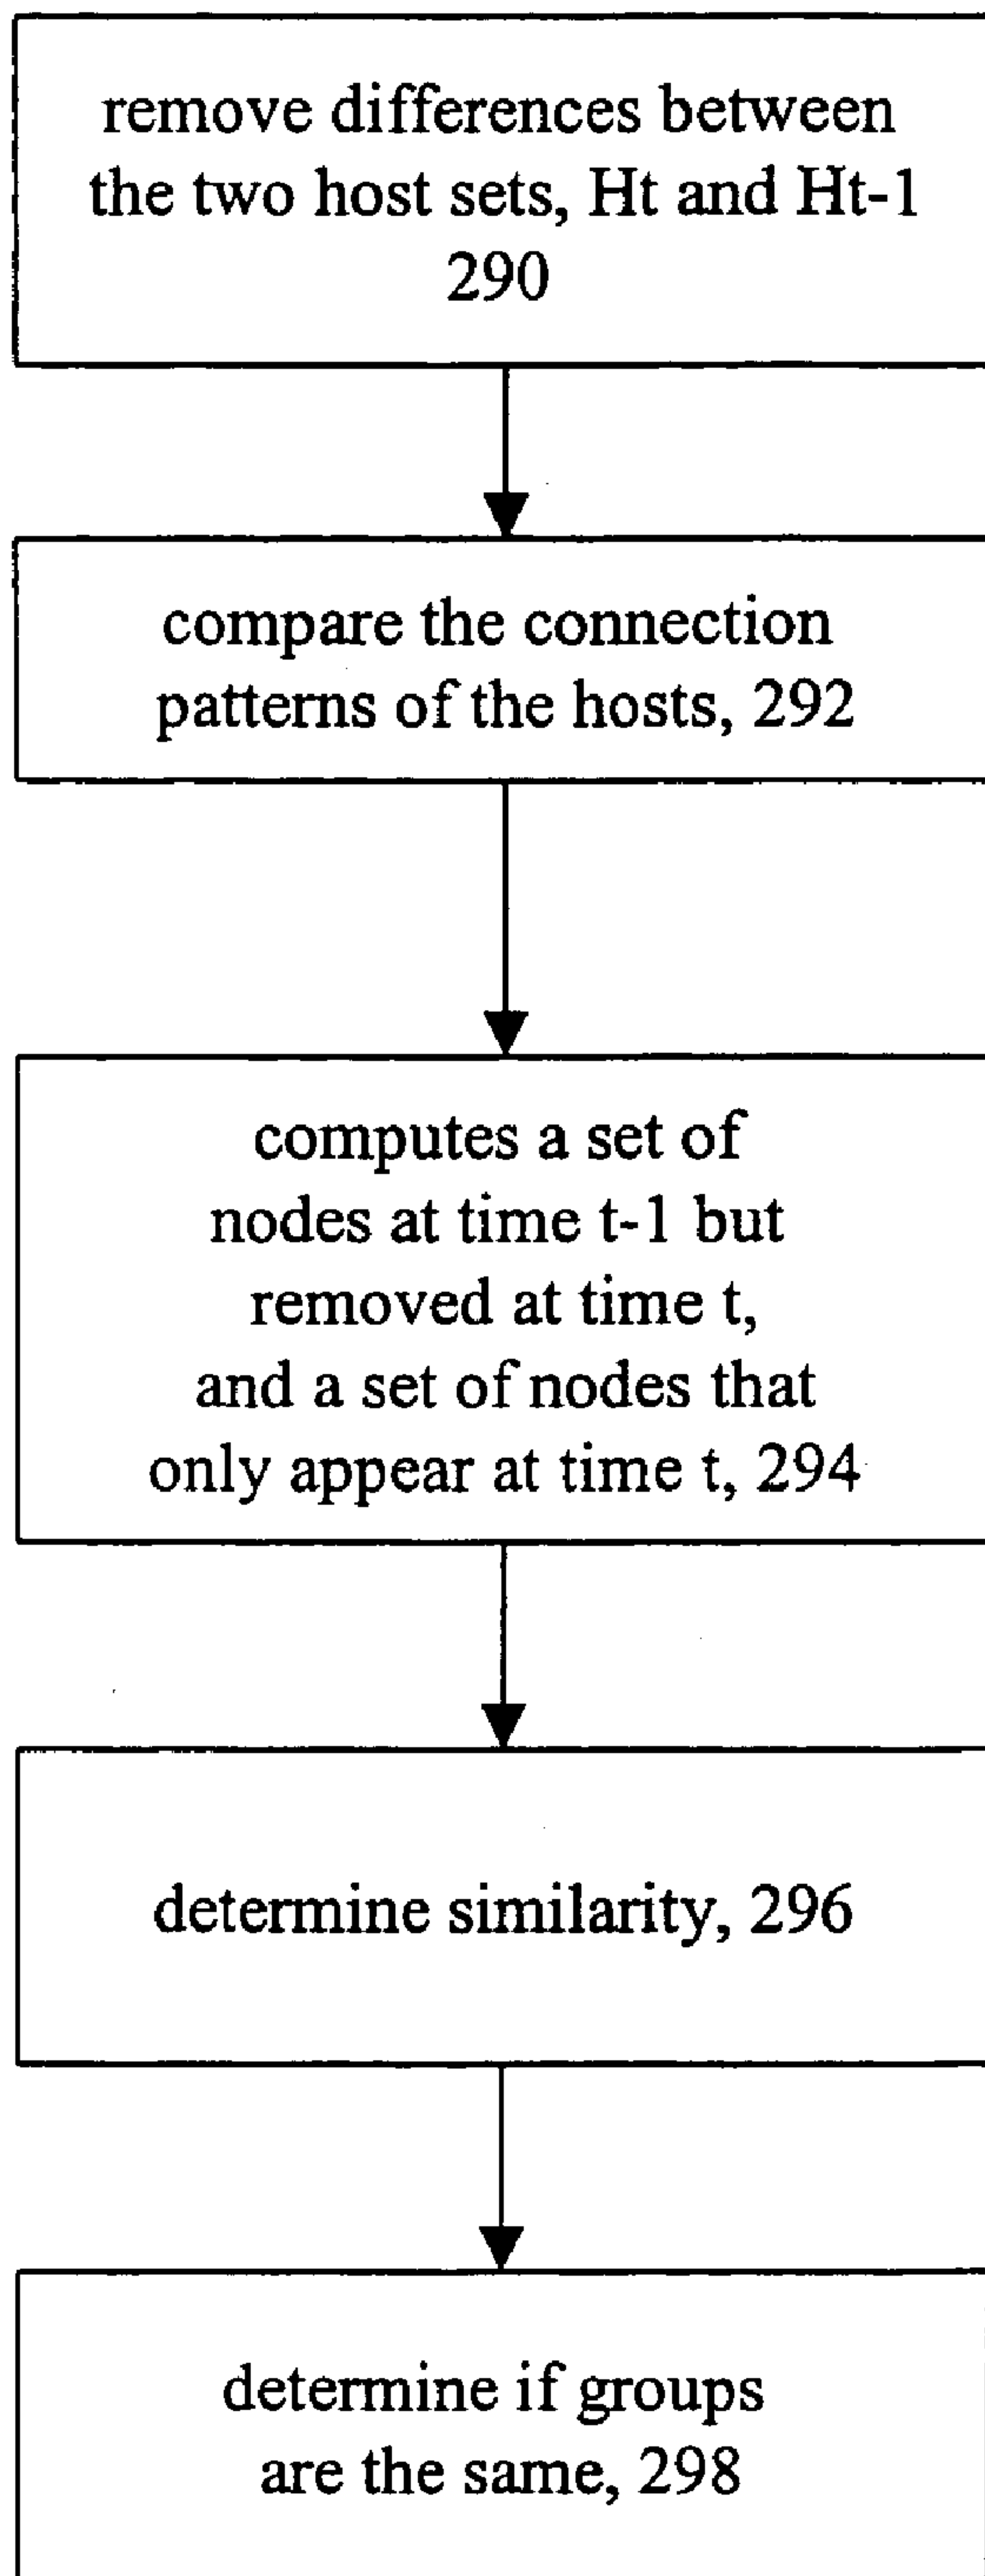 remove differences between
the two host sets, Ht and Ht-1
290
compare the connection
patterns of the hosts, 292
computes a set of
nodes at time t-1 but
removed at time t,
and a set of nodes that
only appear at time t, 294
determine similarity, 296
determine if groups
are the same, 298